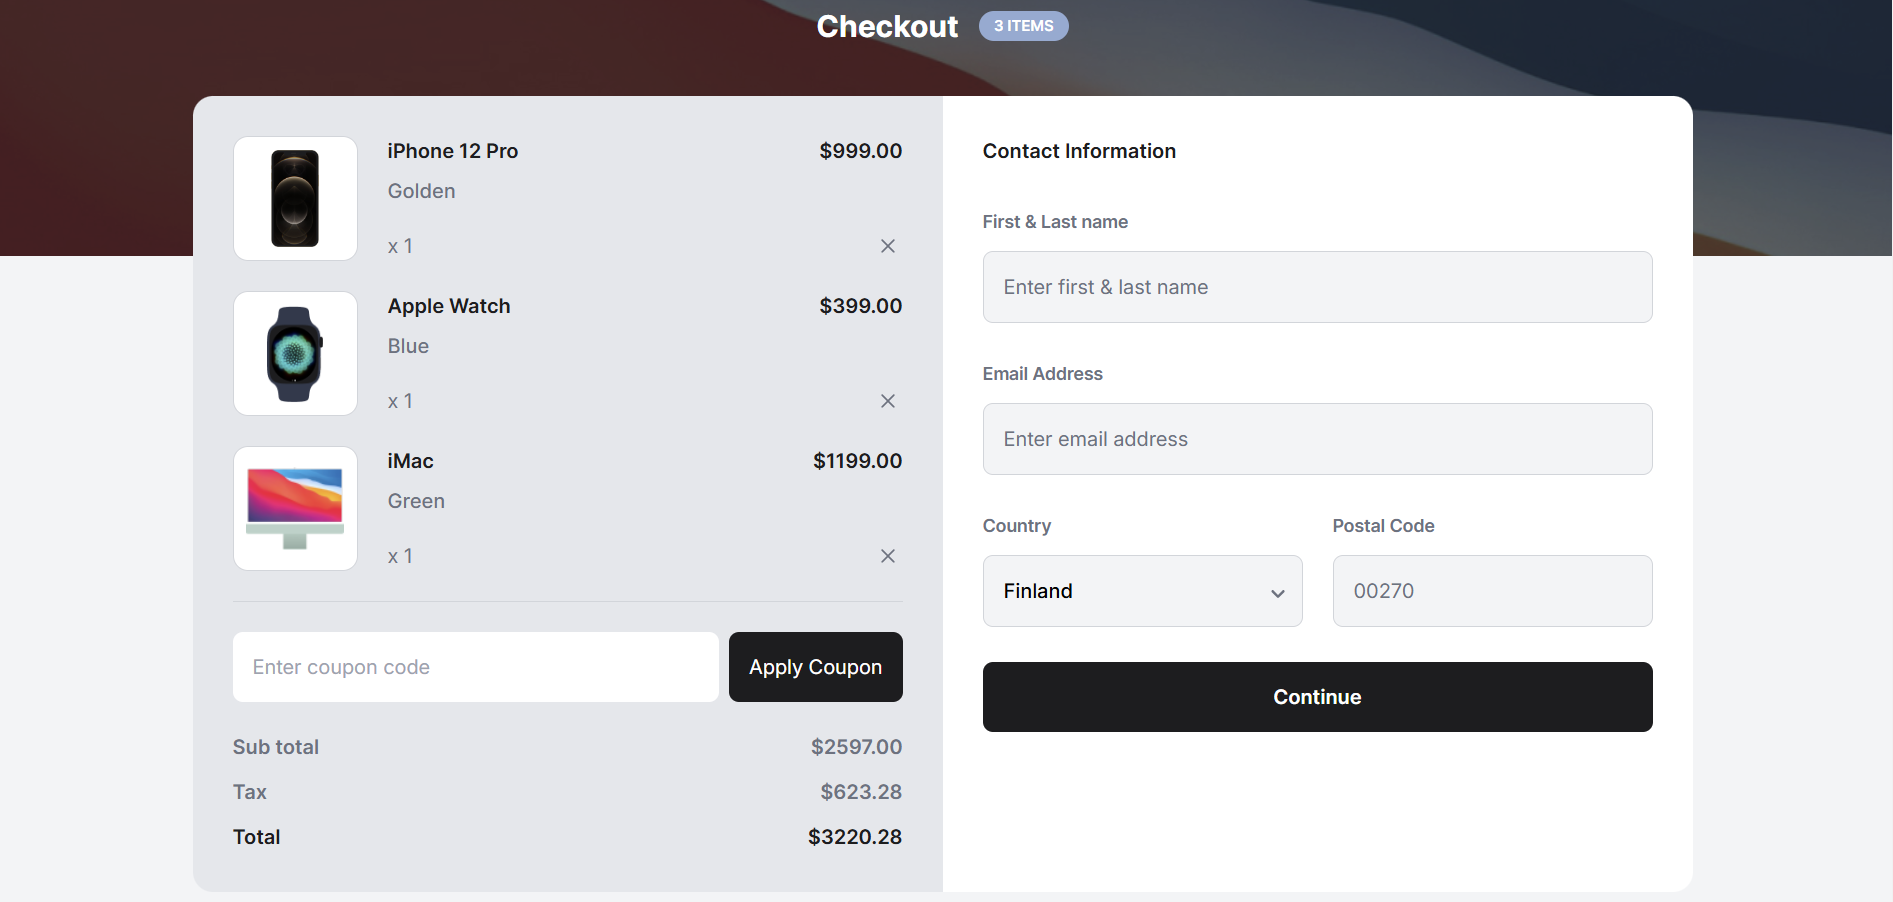 Checkout 3 ITEMS
iPhone 12 Pro $999.00
Golden
x 1
Apple Watch $399.00
Blue
x 1
iMac $1199.00
Green
x 1
Enter coupon code Apply Coupon
Sub total $2597.00
Tax $623.28
Total $3220.28
Contact Information
First & Last name
Enter first & last name
Email Address
Enter email address
Country Postal Code
Finland 00270
Continue